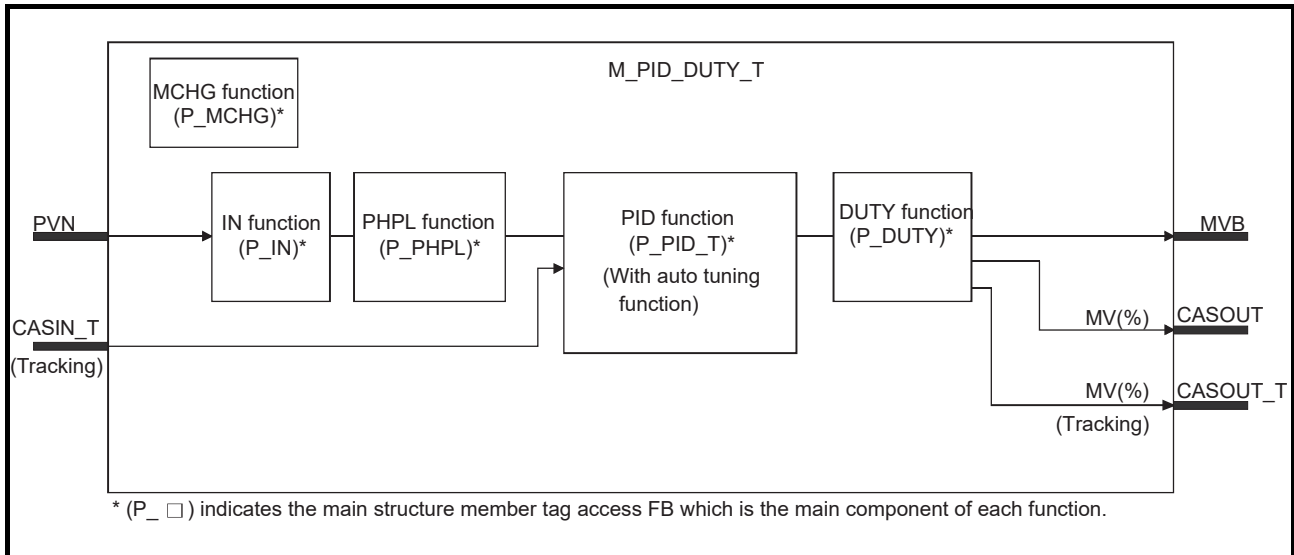 M_PID_DUTY_T
MCHG function
(P_MCHG)*
PVN
IN function
(P_IN)*
PHPL function
(P_PHPL)*
PID function
(P_PID_T)*
(With auto tuning
function)
DUTY function
(P_DUTY)*
MVB
CASIN_T
(Tracking)
MV(%)
CASOUT
MV(%)
CASOUT_T
(Tracking)
* (P_ □ ) indicates the main structure member tag access FB which is the main component of each function.